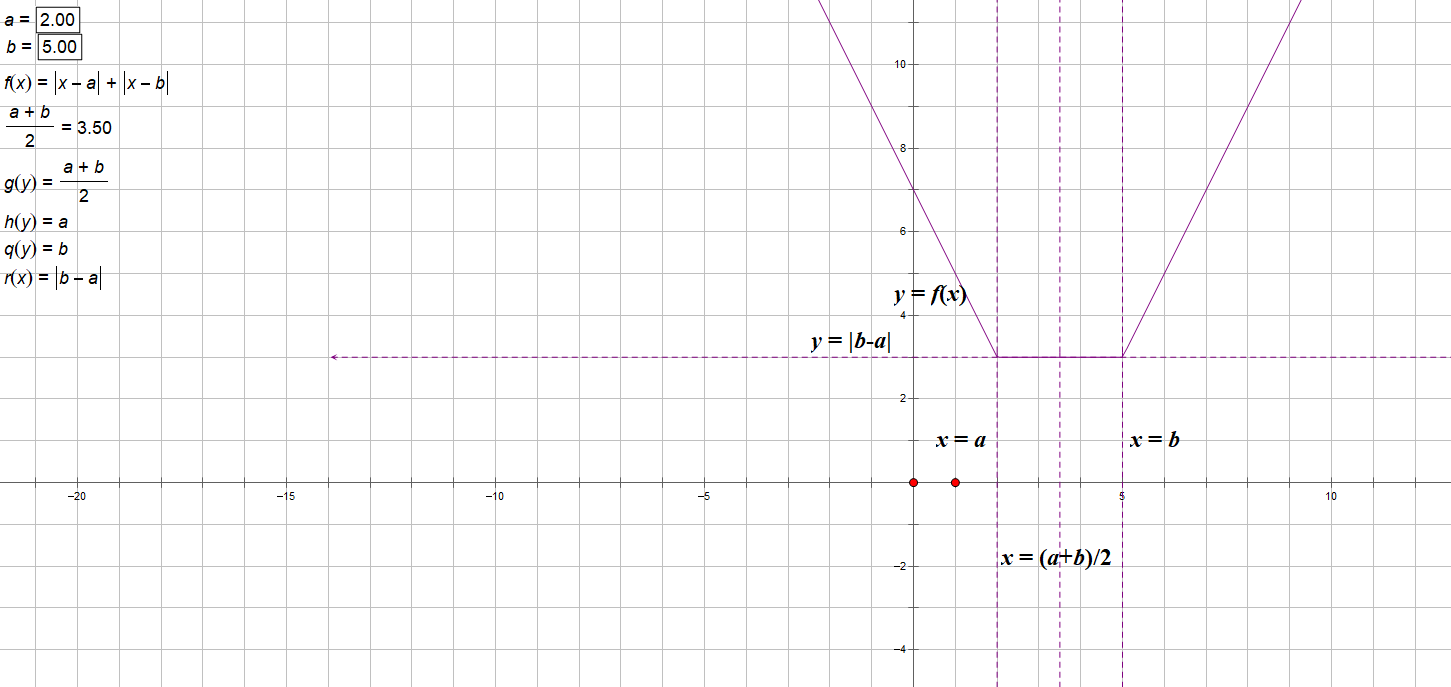 a = 2.00
b = 5.00
f(x) = |x – a| + |x – b|
a + b
—— = 3.50
2
g(y) = (a + b)/2
h(y) = a
q(y) = b
r(x) = |b – a|
10
8
6
y = f(x)
4
y = |b-a|
2
x = a
x = b
–20
–15
–10
–5
5
10
x = (a+b)/2
–2
–4